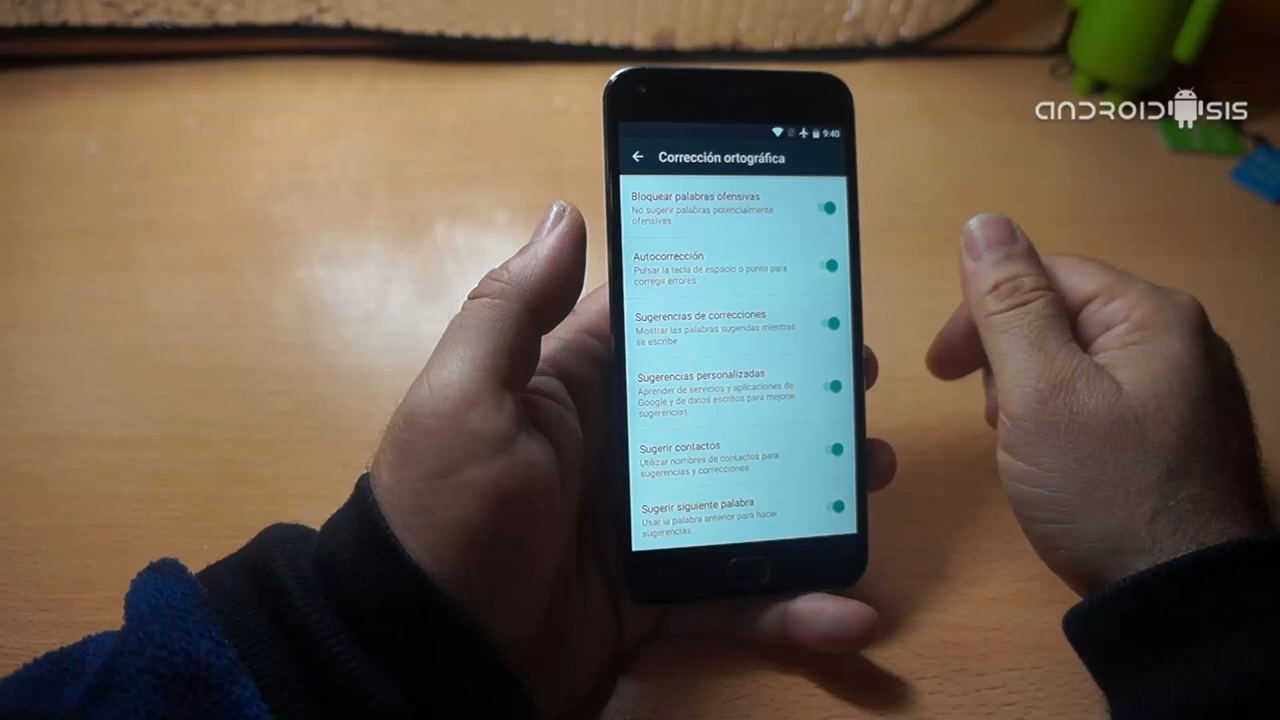 ANDROIDSIS
9:40
Corrección ortográfica
Bloquear palabras ofensivas
No sugerir palabras potencialmente
ofensivas
Autocorrección
Pulsar la tecla de espacio o punto para
corregir errores
Sugerencias de correcciones
Mostrar las palabras sugeridas mientras
se escribe
Sugerencias personalizadas
Aprender de servicios y aplicaciones de
Google y de datos escritos para mejorar
sugerencias
Sugerir contactos
Utilizar nombres de contactos para
sugerencias y correcciones
Sugerir siguiente palabra
Usar la palabra anterior para hacer
sugerencias